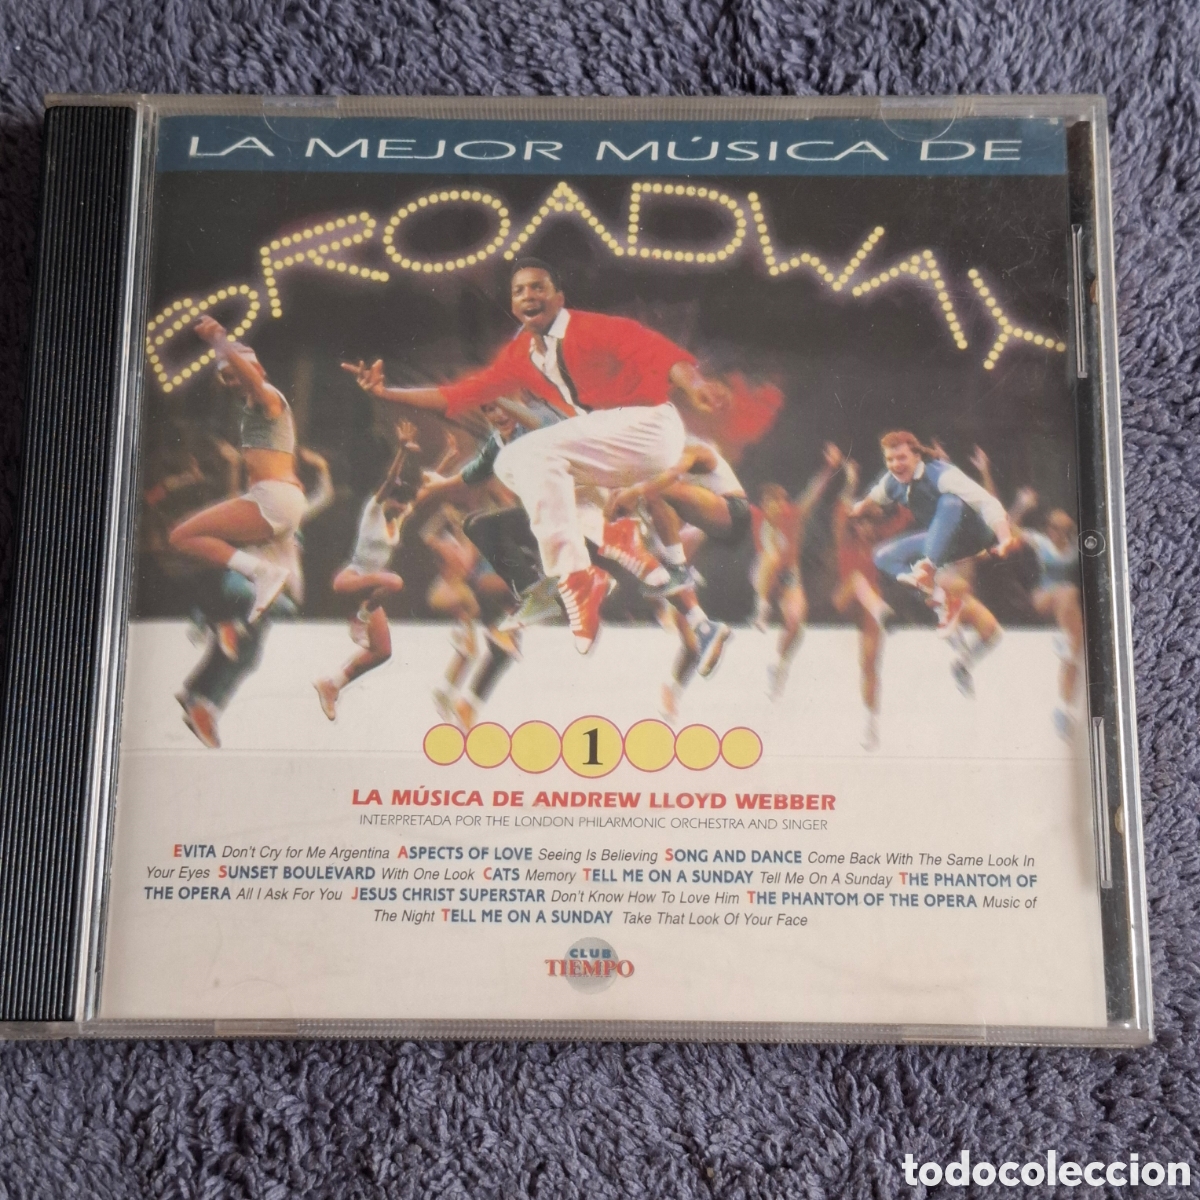 LA MEJOR MÚSICA DE
BROADWAY
1
LA MÚSICA DE ANDREW LLOYD WEBBER
INTERPRETADA POR THE LONDON PHILARMONIC ORCHESTRA AND SINGER
EVITA Don't Cry for Me Argentina ASPECTS OF LOVE Seeing Is Believing SONG AND DANCE Come Back With The Same Look In
Your Eyes SUNSET BOULEVARD With One Look CATS Memory TELL ME ON A SUNDAY Tell Me On A Sunday THE PHANTOM OF
THE OPERA All I Ask For You JESUS CHRIST SUPERSTAR Don't Know How To Love Him THE PHANTOM OF THE OPERA Music of
The Night TELL ME ON A SUNDAY Take That Look Of Your Face
CLUB
TIEMPO
todocoleccion